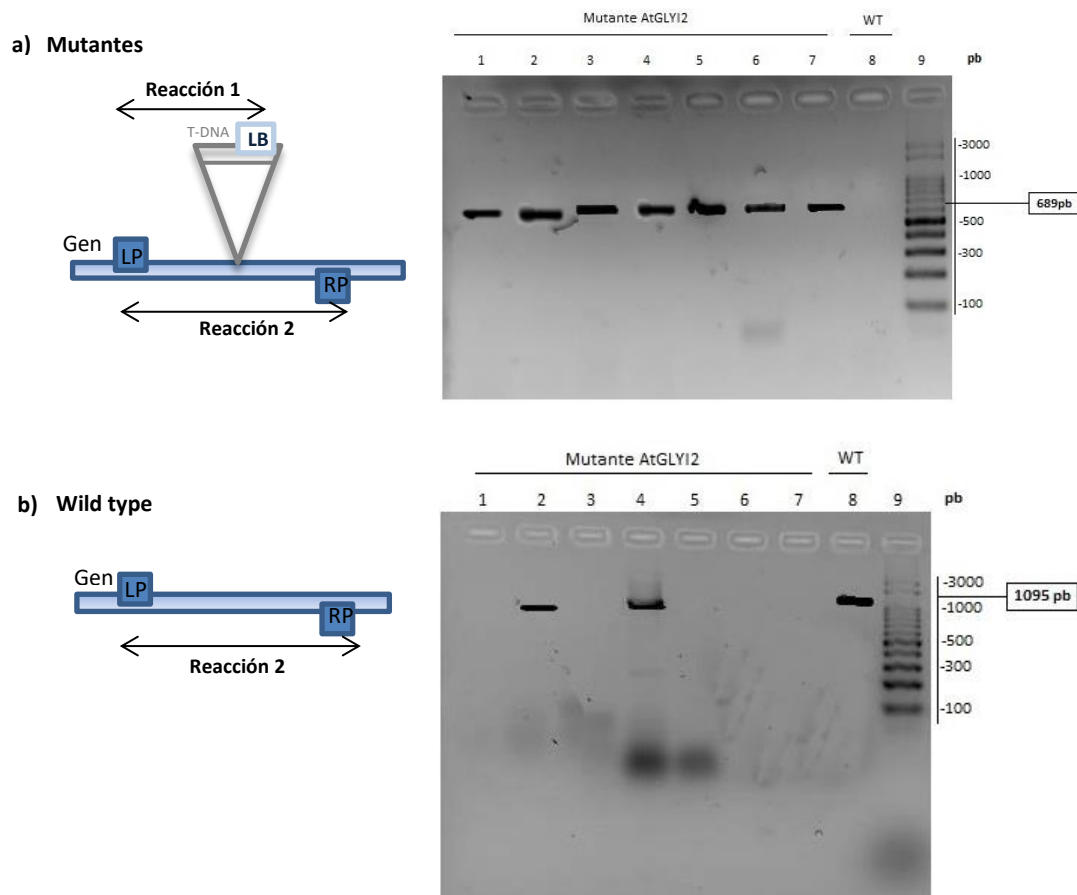 a) Mutantes
Reacción 1
T-DNA
LB
Gen
LP
RP
Reacción 2
Mutante AtGLYI2
WT
1 2 3 4 5 6 7 8 9 pb
-3000
-1000
689pb
-500
-300
-100
b) Wild type
Gen
LP
RP
Reacción 2
Mutante AtGLYI2
WT
1 2 3 4 5 6 7 8 9 pb
-3000
1095 pb
-1000
-500
-300
-100